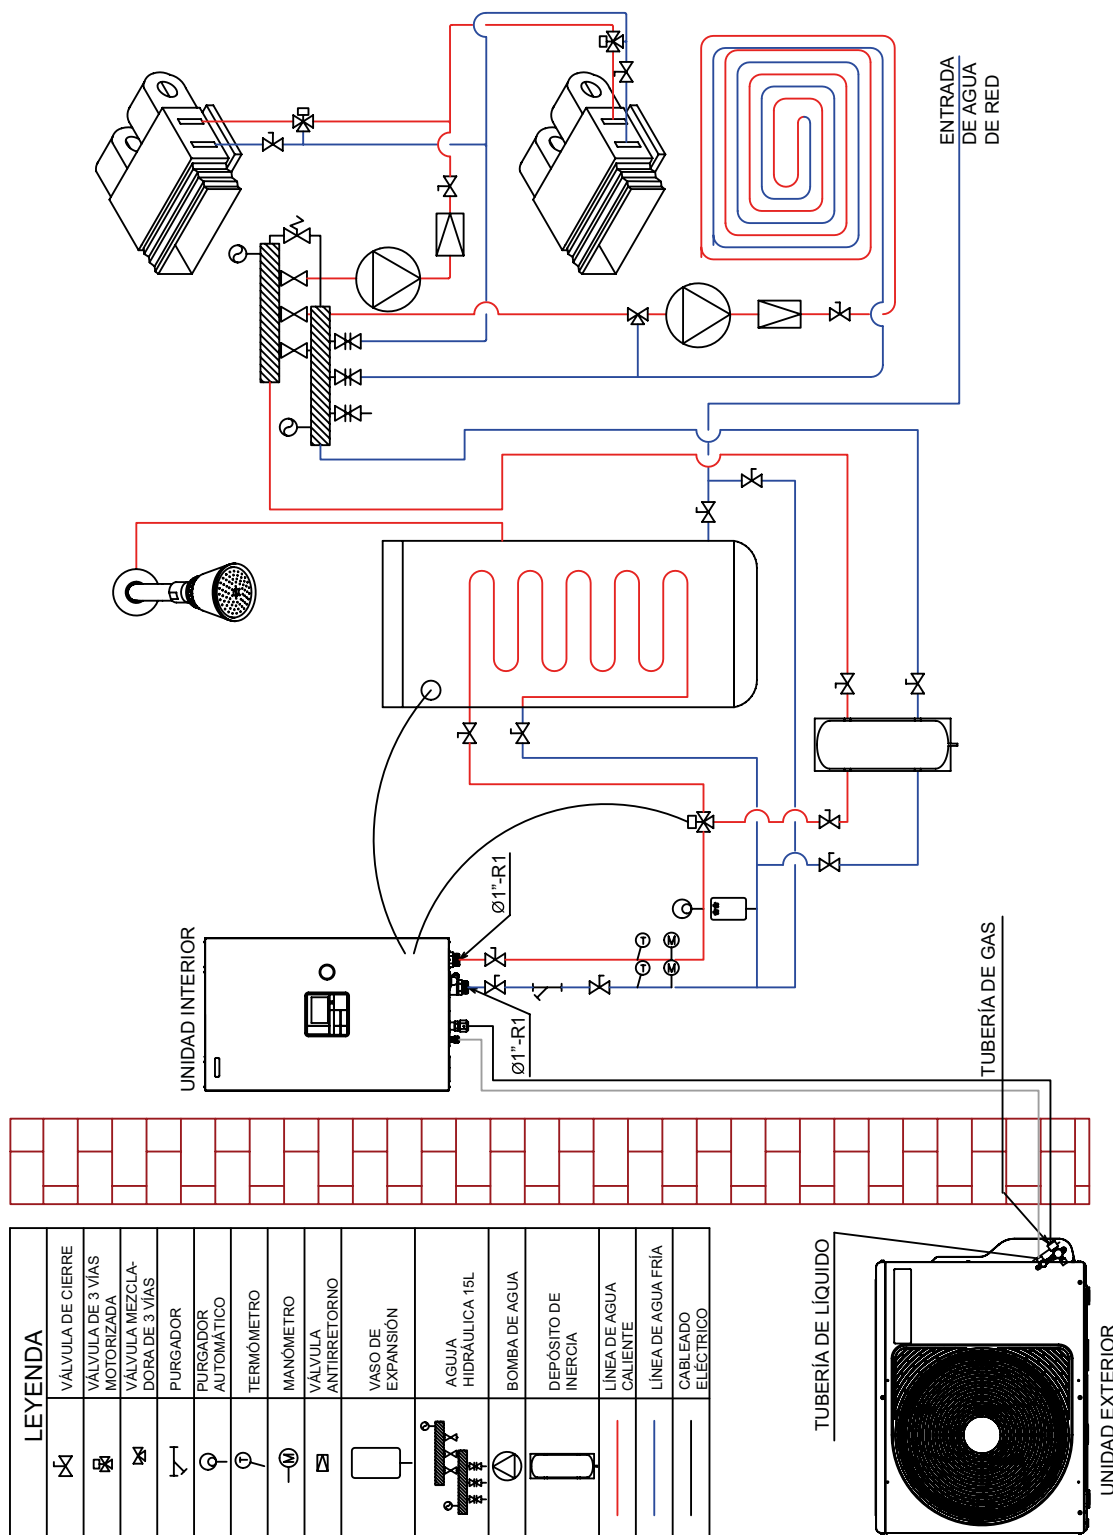 LEYENDA
VÁLVULA DE CIERRE
VÁLVULA DE 3 VÍAS
MOTORIZADA
VÁLVULA MEZCLA-
DORA DE 3 VÍAS
PURGADOR
PURGADOR
AUTOMÁTICO
T
TERMÓMETRO
M
MANÓMETRO
VÁLVULA
ANTIRRETORNO
VASO DE
EXPANSIÓN
AGUJA
HIDRÁULICA 15L
BOMBA DE AGUA
DEPÓSITO DE
INERCIA
LÍNEA DE AGUA
CALIENTE
LÍNEA DE AGUA FRÍA
CABLEADO
ELÉCTRICO
UNIDAD INTERIOR
Ø1"-R1
Ø1"-R1
T
M
T
M
ENTRADA
DE AGUA
DE RED
TUBERÍA DE GAS
TUBERÍA DE LÍQUIDO
UNIDAD EXTERIOR